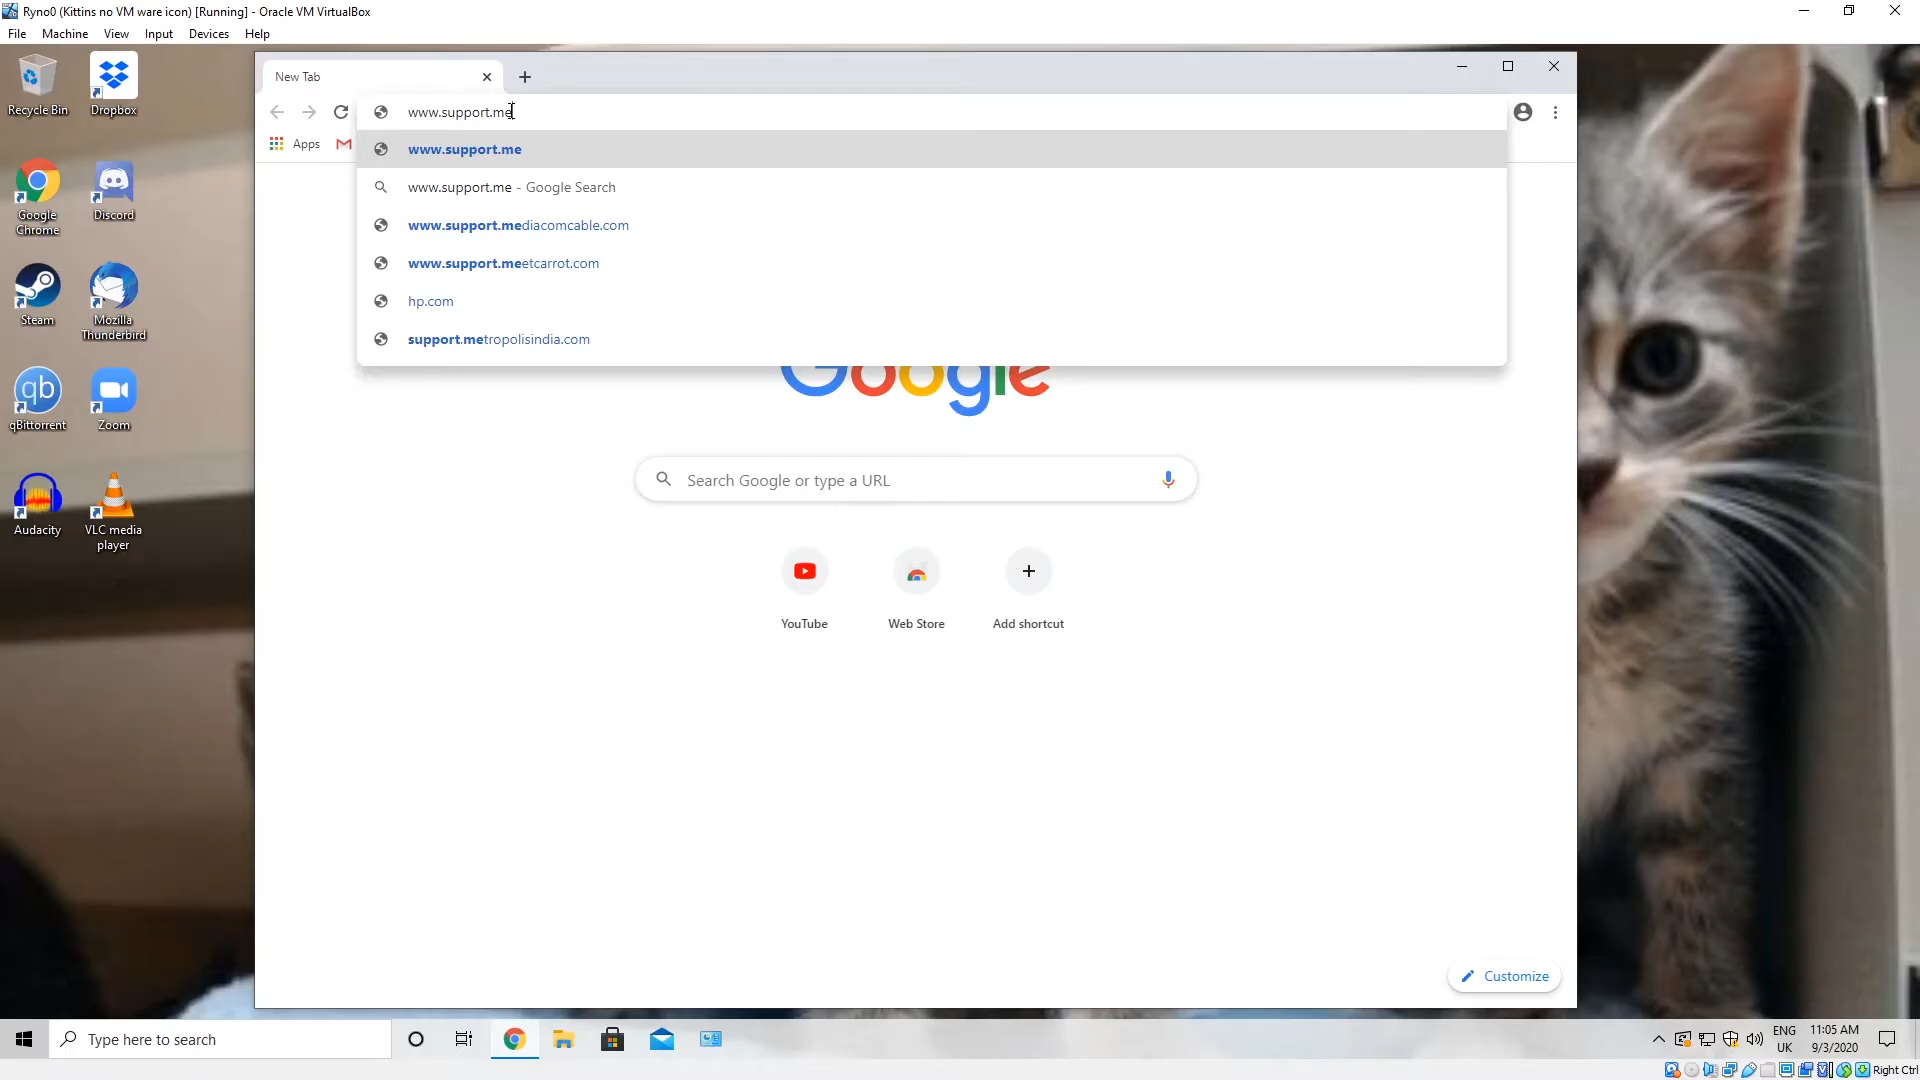 Ryno0 (Kittins no VM ware icon) [Running] - Oracle VM VirtualBox
File Machine View Input Devices Help
New Tab
www.support.me
Apps
www.support.me
www.support.me - Google Search
www.support.mediacomcable.com
www.support.meetcarrot.com
hp.com
support.metropolisindia.com
Google
Search Google or type a URL
YouTube
Web Store
Add shortcut
Customize
Recycle Bin
Dropbox
Google
Chrome
Discord
Steam
Mozilla
Thunderbird
qb
qBittorrent
zoom
Zoom
Audacity
VLC media
player
Type here to search
ENG
UK
11:05 AM
9/3/2020
Right Ctrl